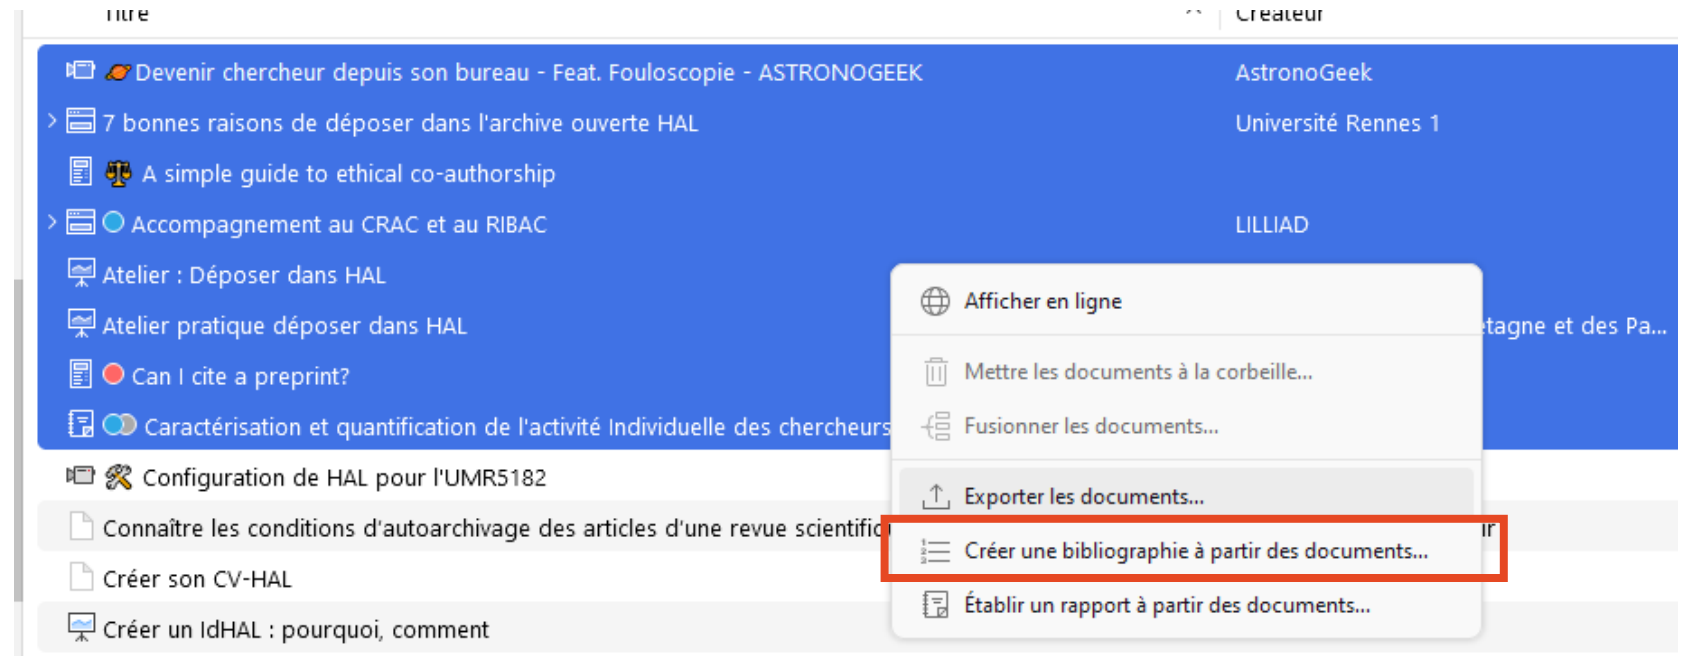 Titre Créateur
Devenir chercheur depuis son bureau - Feat. Fouloscopie - ASTRONOGEEK AstronoGeek
7 bonnes raisons de déposer dans l'archive ouverte HAL Université Rennes 1
A simple guide to ethical co-authorship
Accompagnement au CRAC et au RIBAC LILLIAD
Atelier : Déposer dans HAL
Afficher en ligne
Atelier pratique déposer dans HAL etagne et des Pa...
Mettre les documents à la corbeille...
Can I cite a preprint?
Fusionner les documents...
Caractérisation et quantification de l'activité Individuelle des chercheurs
Configuration de HAL pour l'UMR5182
Exporter les documents...
Connaître les conditions d'autoarchivage des articles d'une revue scientific ur
Créer une bibliographie à partir des documents...
Créer son CV-HAL
Établir un rapport à partir des documents...
Créer un IdHAL : pourquoi, comment